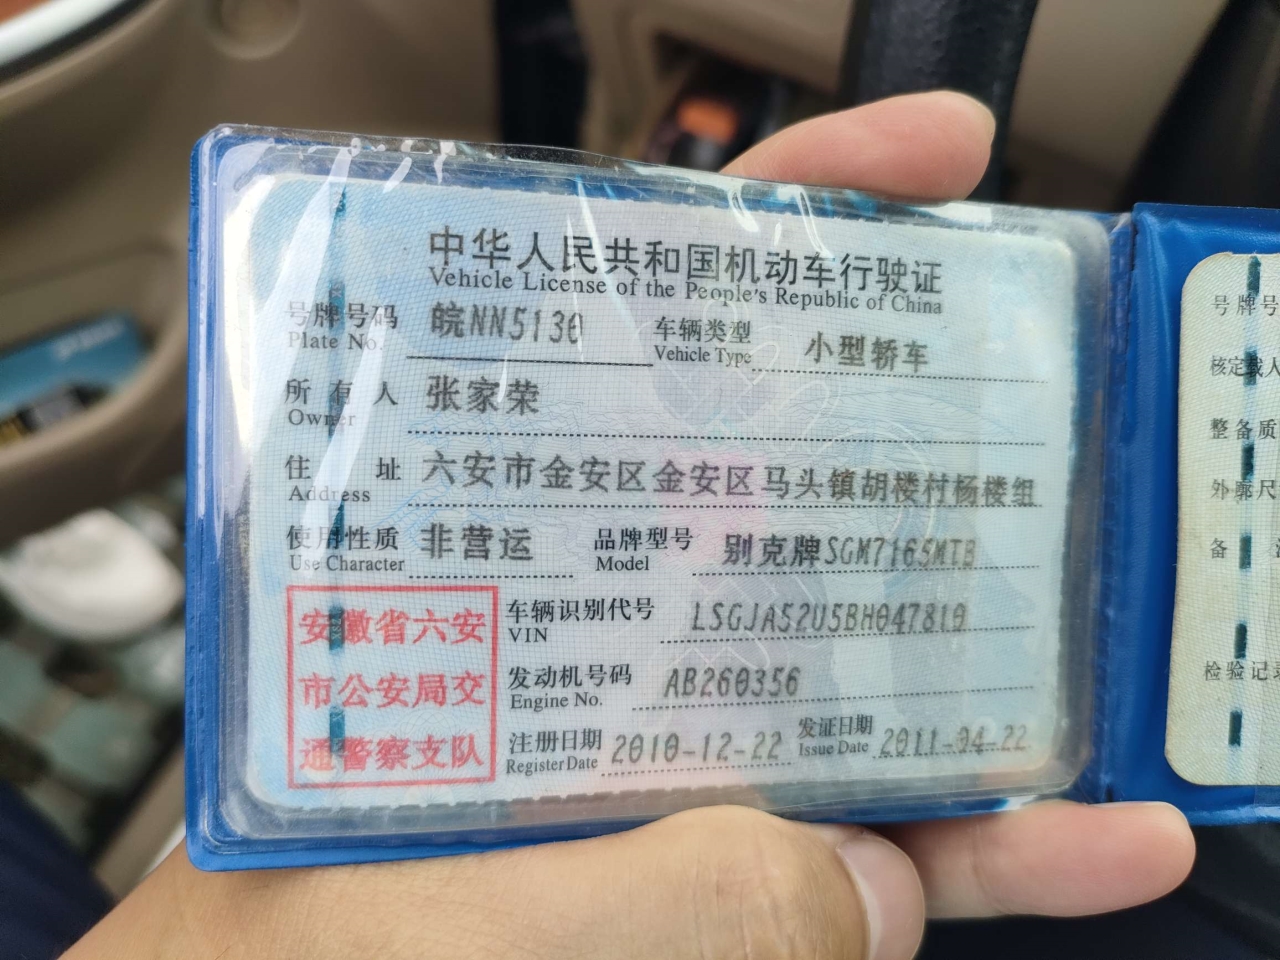 中华人民共和国机动车行驶证
Vehicle License of the People's Republic of China
号牌号码 皖NN5130 车辆类型 小型轿车
Plate No. Vehicle Type
所有人 张家荣
Owner
住址 六安市金安区金安区马头镇胡楼村杨楼组
Address
使用性质 非营运 品牌型号 别克牌SGM7165MTB
Use Character Model
车辆识别代号 LSGJA52U5BH047819
VIN
发动机号码 AB260356
Engine No.
注册日期 2010-12-22 发证日期 2011-04-22
Register Date Issue Date
安徽省六安
市公安局交
通警察支队
号牌号
核定载人
整备质
外廓尺
备
检验记录